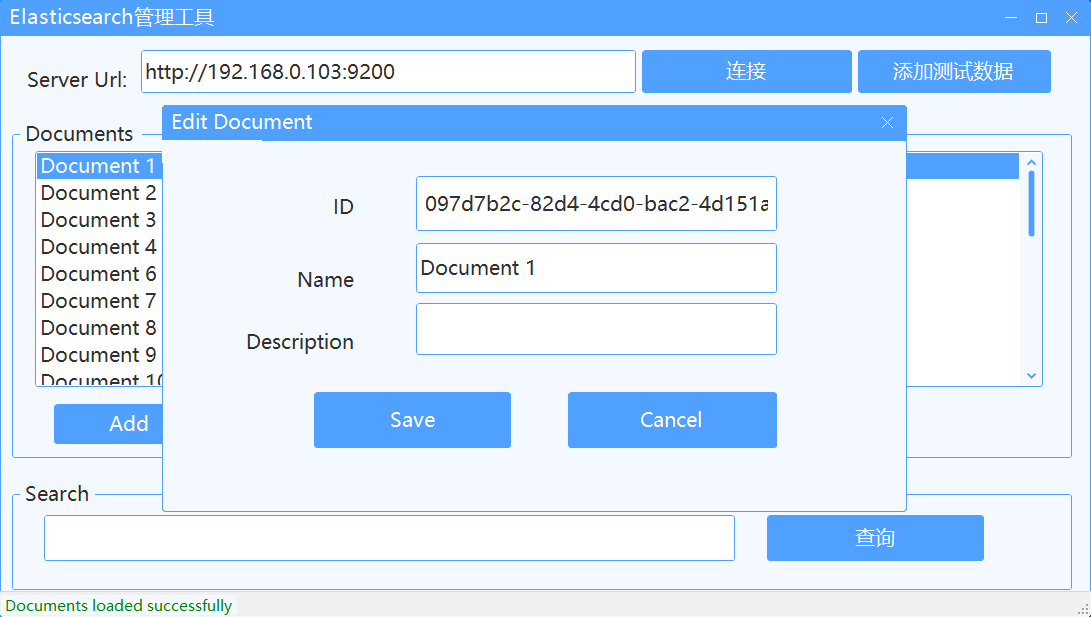 Elasticsearch管理工具
Server Url:
http://192.168.0.103:9200
连接
添加测试数据
Documents
Document 1
Document 2
Document 3
Document 4
Document 6
Document 7
Document 8
Document 9
Document 10
Add
Edit Document
ID
097d7b2c-82d4-4cd0-bac2-4d151a
Name
Document 1
Description
Save
Cancel
Search
查询
Documents loaded successfully